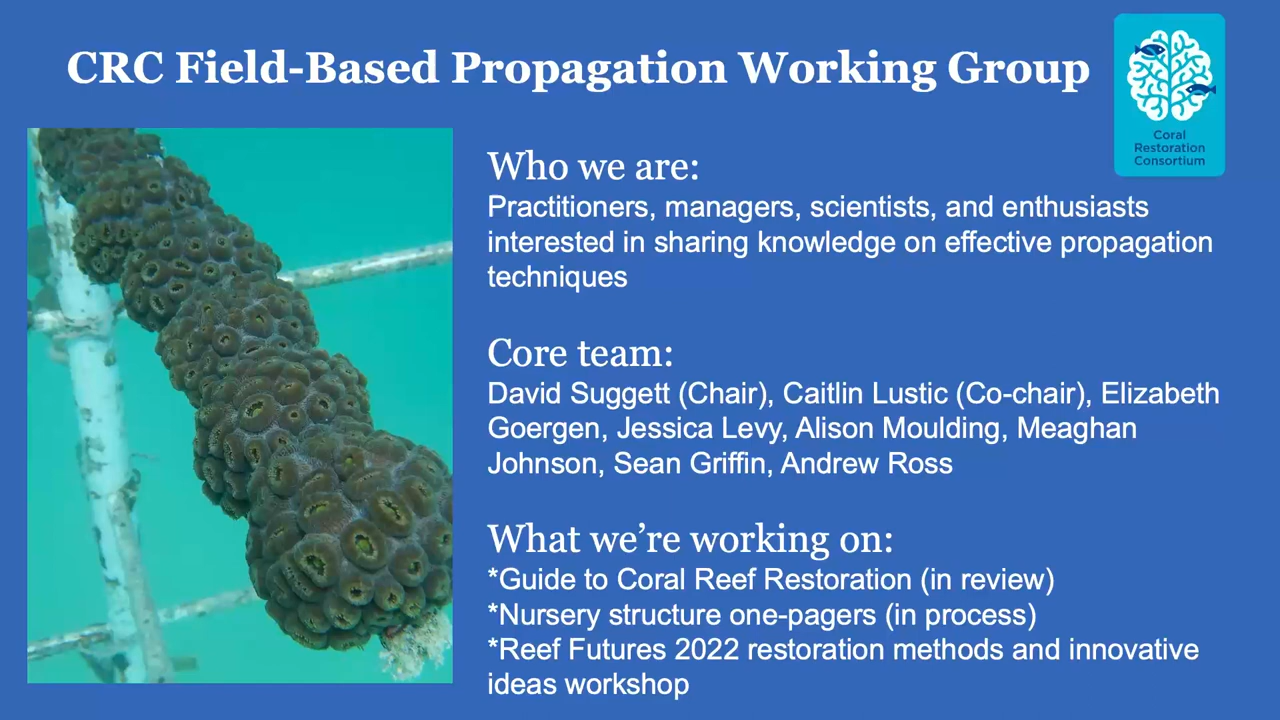 CRC Field-Based Propagation Working Group
Coral
Restoration
Consortium
Who we are:
Practitioners, managers, scientists, and enthusiasts
interested in sharing knowledge on effective propagation
techniques
Core team:
David Suggett (Chair), Caitlin Lustic (Co-chair), Elizabeth
Goergen, Jessica Levy, Alison Moulding, Meaghan
Johnson, Sean Griffin, Andrew Ross
What we’re working on:
*Guide to Coral Reef Restoration (in review)
*Nursery structure one-pagers (in process)
*Reef Futures 2022 restoration methods and innovative
ideas workshop